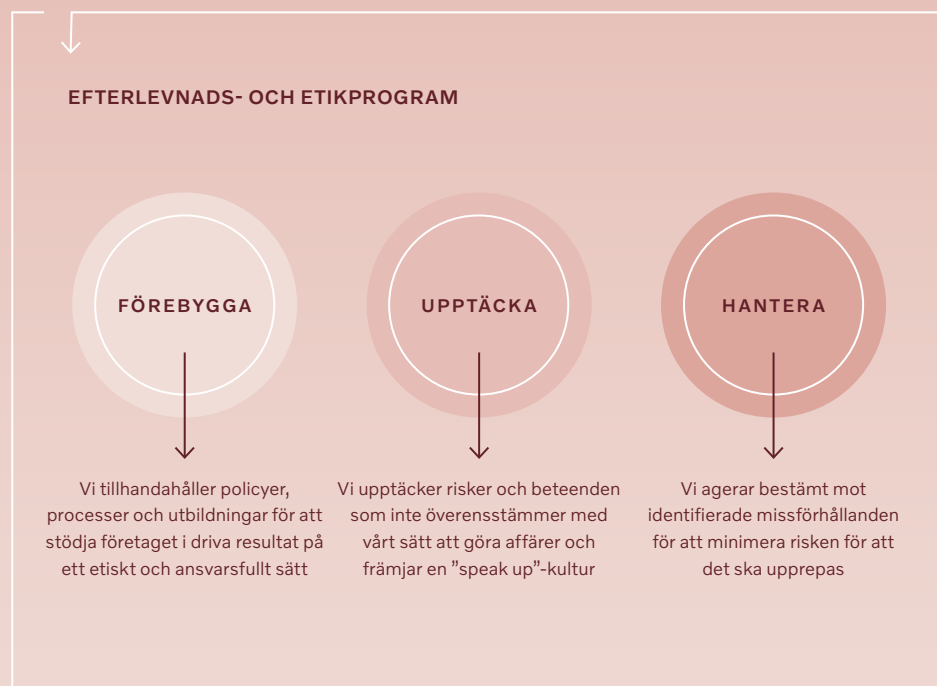 EFTERLEVNADS- OCH ETIKPROGRAM
FÖREBYGGA
UPPTÄCKA
HANTERA
Vi tillhandahåller policyer,
processer och utbildningar för att
stödja företaget i driva resultat på
ett etiskt och ansvarsfullt sätt
Vi upptäcker risker och beteenden
som inte överensstämmer med
vårt sätt att göra affärer och
främjar en ”speak up”-kultur
Vi agerar bestämt mot
identifierade missförhållanden
för att minimera risken för att
det ska upprepas